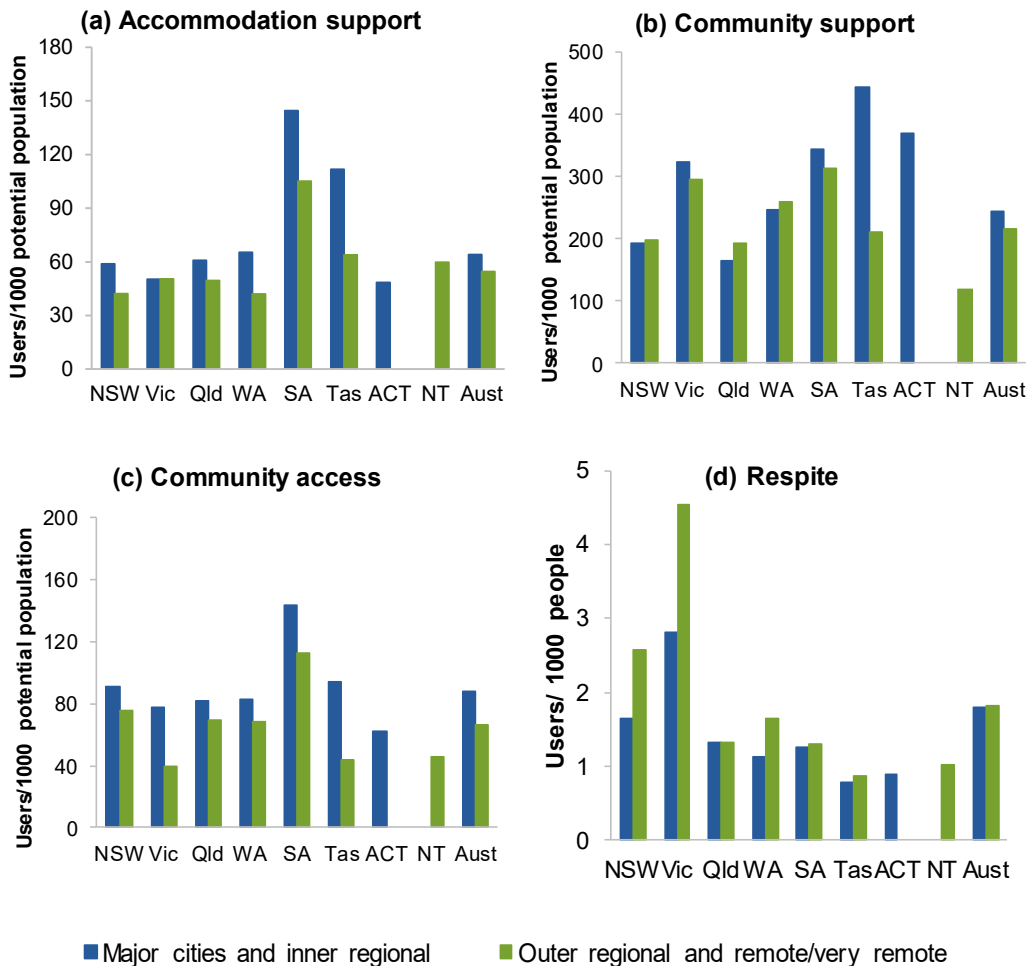 (a) Accommodation support
Users/1000 potential population
180
150
120
90
60
30
0
NSW Vic Qld WA SA Tas ACT NT Aust
(b) Community support
Users/1000 potential population
500
400
300
200
100
0
NSW Vic Qld WA SA Tas ACT NT Aust
(c) Community access
Users/1000 potential population
200
160
120
80
40
0
NSW Vic Qld WA SA Tas ACT NT Aust
(d) Respite
Users/ 1000 people
5
4
3
2
1
0
NSW Vic Qld WA SA Tas ACT NT Aust
Major cities and inner regional
Outer regional and remote/very remote